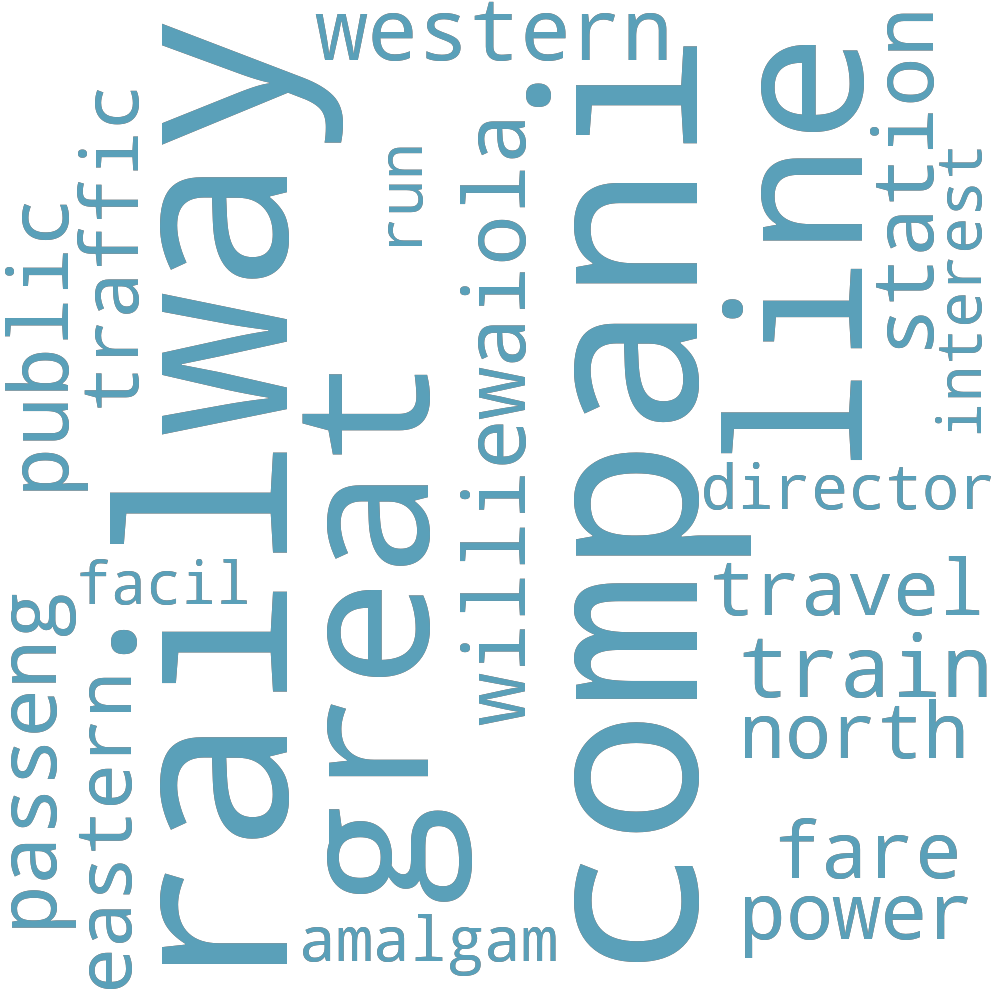 western
railway
compani
line
station
interest
traffic
public
run
williewaiola
great
director
facil
travel
train
north
passeng
eastern
fare
power
amalgam